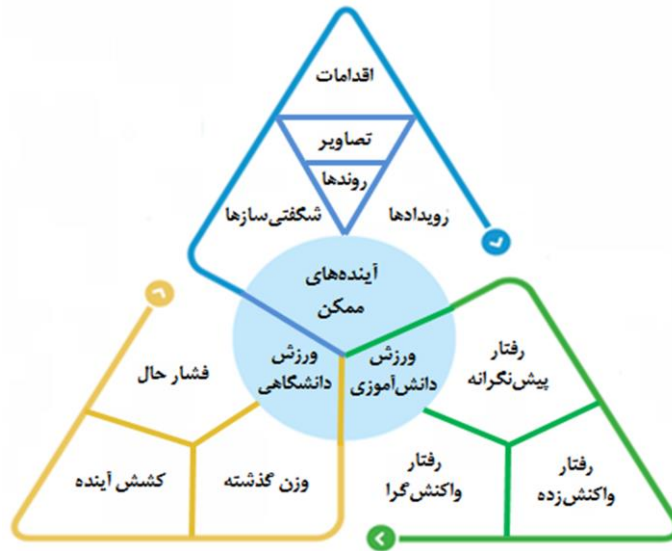 اقدامات
تصاویر
روندها
شگفتی‌سازها
رویدادها
آینده‌های
ممکن
ورزش
دانش‌آموزی
ورزش
دانشگاهی
رفتار
پیش‌نگرانه
رفتار
واکنش‌زده
رفتار
واکنش‌گرا
فشار حال
وزن گذشته
کشش آینده